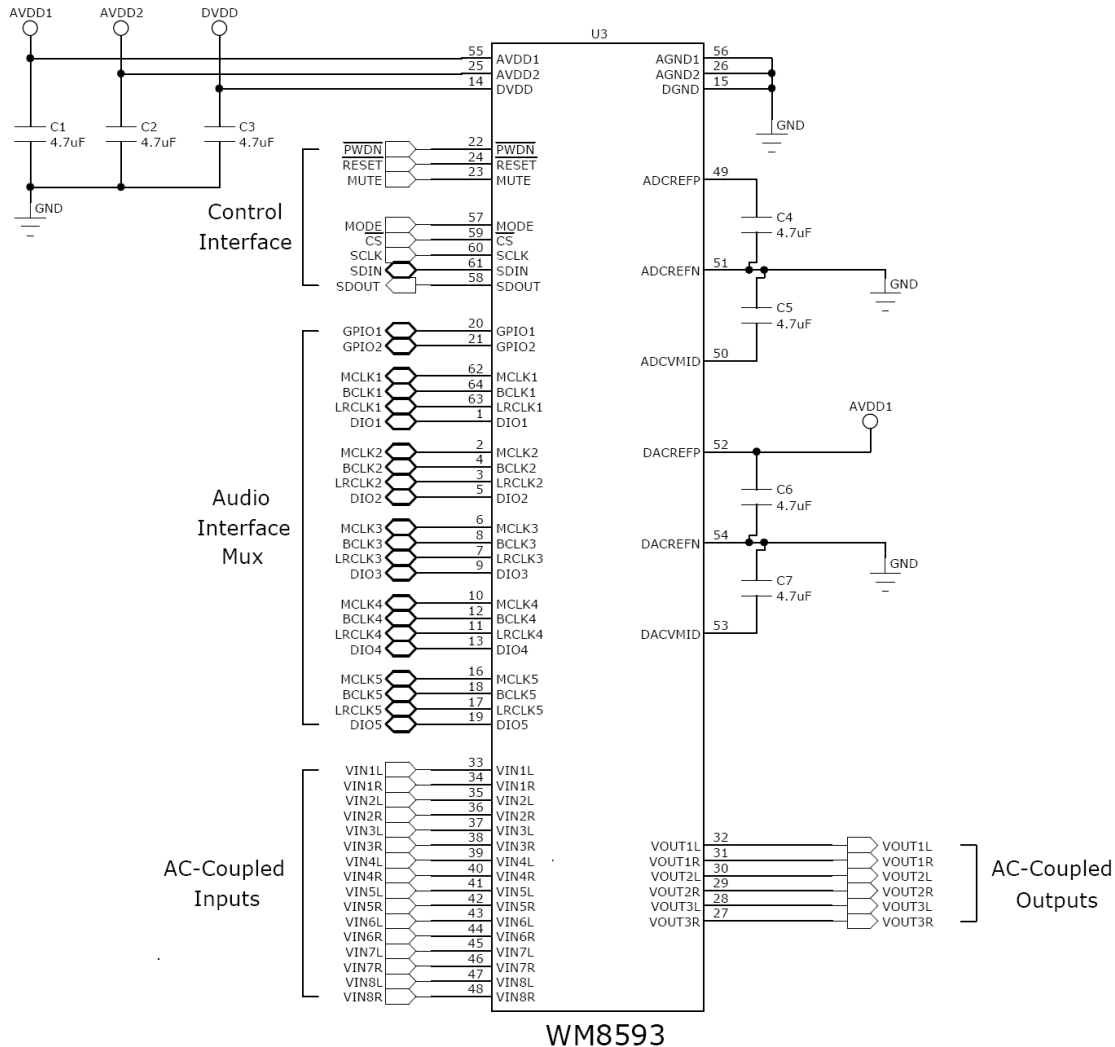 AVDD1 AVDD2 DVDD
U3
55 AVDD1 AGND1 56
25 AVDD2 AGND2 26
14 DVDD DGND 15
C1 4.7uF
C2 4.7uF
C3 4.7uF
GND
GND
Control
Interface
PWDN 22 PWDN
RESET 24 RESET
MUTE 23 MUTE
MODE 57 MODE
CS 59 CS
SCLK 60 SCLK
SDIN 61 SDIN
SDOUT 58 SDOUT
ADCREFP 49
C4
4.7uF
ADCREFN 51
GND
C5
4.7uF
ADCVMID 50
Audio
Interface
Mux
GPIO1 20 GPIO1
GPIO2 21 GPIO2
MCLK1 62 MCLK1
BCLK1 64 BCLK1
LRCLK1 63 LRCLK1
DIO1 1 DIO1
MCLK2 2 MCLK2
BCLK2 4 BCLK2
LRCLK2 3 LRCLK2
DIO2 5 DIO2
MCLK3 6 MCLK3
BCLK3 8 BCLK3
LRCLK3 7 LRCLK3
DIO3 9 DIO3
MCLK4 10 MCLK4
BCLK4 12 BCLK4
LRCLK4 11 LRCLK4
DIO4 13 DIO4
MCLK5 16 MCLK5
BCLK5 18 BCLK5
LRCLK5 17 LRCLK5
DIO5 19 DIO5
AVDD1
DACREFP 52
C6
4.7uF
DACREFN 54
GND
C7
4.7uF
DACVMID 53
AC-Coupled
Inputs
VIN1L 33 VIN1L
VIN1R 34 VIN1R
VIN2L 35 VIN2L
VIN2R 36 VIN2R
VIN3L 37 VIN3L
VIN3R 38 VIN3R
VIN4L 39 VIN4L
VIN4R 40 VIN4R
VIN5L 41 VIN5L
VIN5R 42 VIN5R
VIN6L 43 VIN6L
VIN6R 44 VIN6R
VIN7L 45 VIN7L
VIN7R 46 VIN7R
VIN8L 47 VIN8L
VIN8R 48 VIN8R
VOUT1L 32 VOUT1L
VOUT1R 31 VOUT1R
VOUT2L 30 VOUT2L
VOUT2R 29 VOUT2R
VOUT3L 28 VOUT3L
VOUT3R 27 VOUT3R
AC-Coupled
Outputs
WM8593